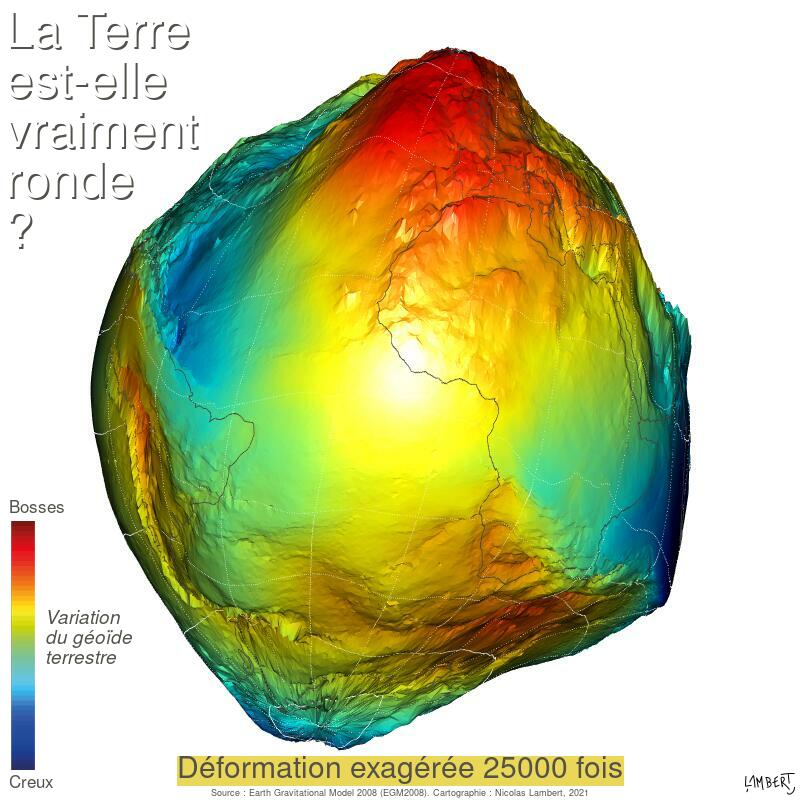 La Terre
est-elle
vraiment
ronde
?
Bosses
Variation
du géoïde
terrestre
Creux
Déformation exagérée 25000 fois
Source : Earth Gravitational Model 2008 (EGM2008). Cartographie : Nicolas Lambert, 2021
LAMBERT